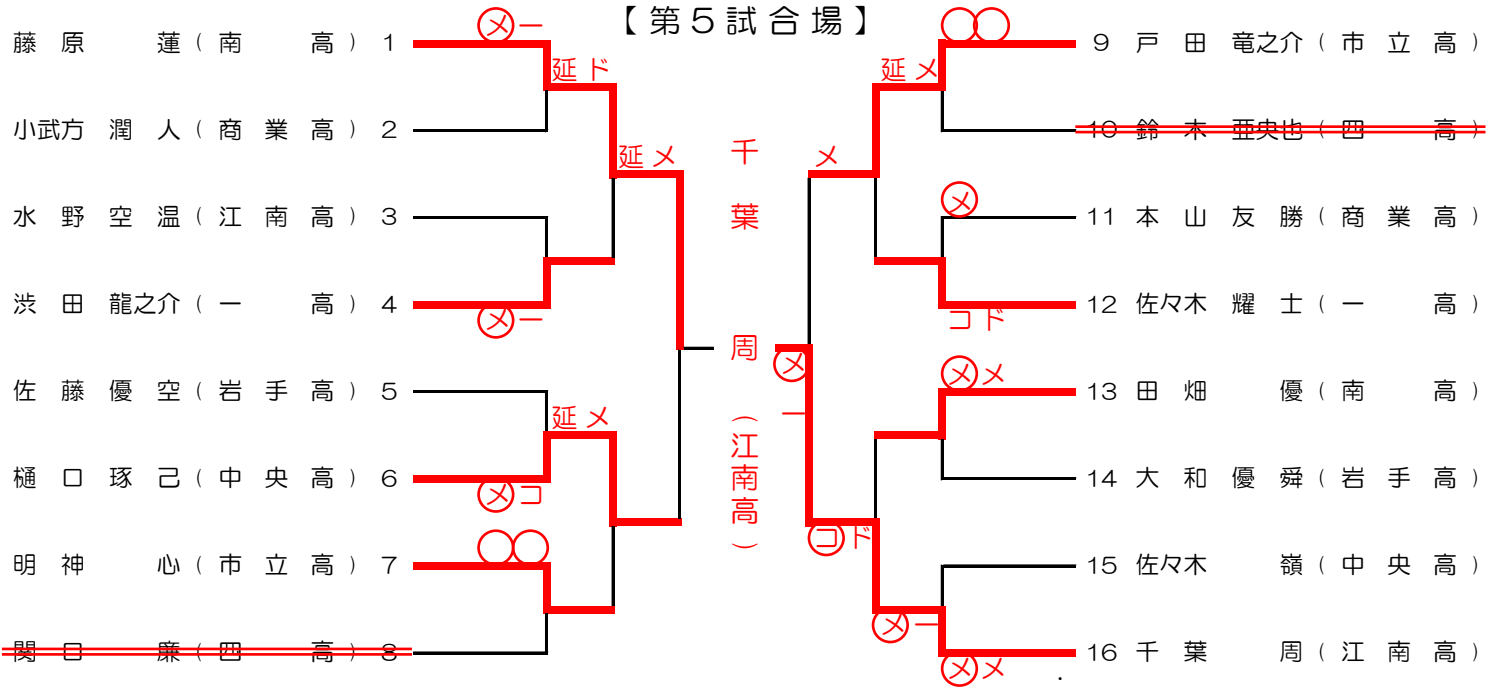 【第５試合場】
メー
藤原 蓮（南 高）1
延ド
小武方 潤人（商業高）2
延メ
水野空温（江南高）3
渋田 龍之介（一 高）4
メー
佐藤優空（岩手高）5
延メ
樋口琢己（中央高）6
メコ
明神 心（市立高）7
関口 廉（四 高）8
千葉 周（江南高）
9 戸田 竜之介（市立高）
延メ
10 鈴木 亜央也（四 高）
メ
メ
11 本山友勝（商業高）
12 佐々木 耀士（一 高）
コド
メー
メメ
13 田畑 優（南 高）
14 大和優舜（岩手高）
コド
15 佐々木 嶺（中央高）
メー
16 千葉 周（江南高）
メメ